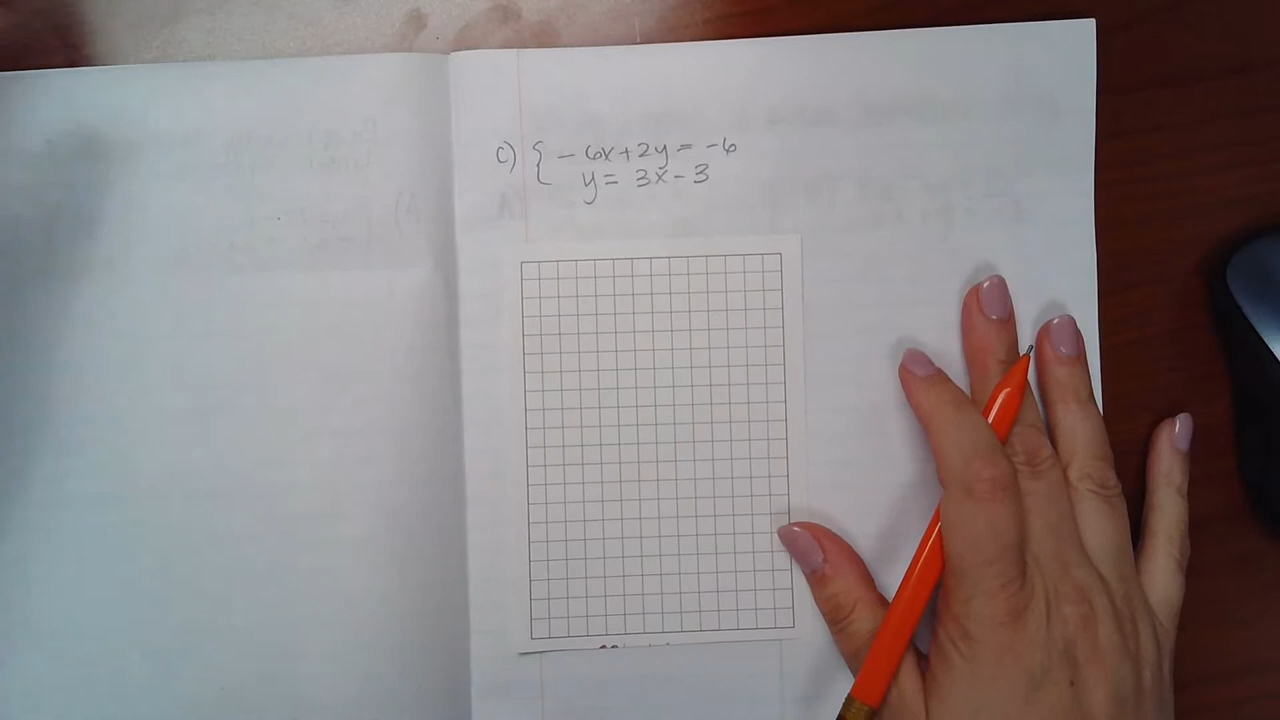 c) { -6x+2y = -6
y = 3x-3